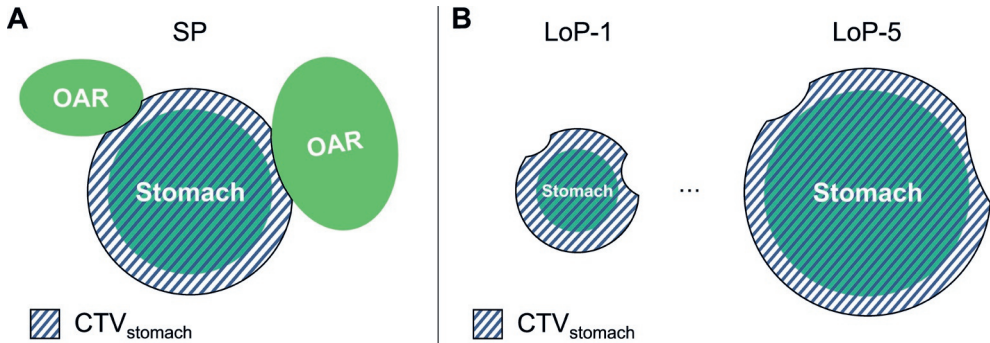 A
SP
OAR
OAR
Stomach
CTVstomach
B
LoP-1
LoP-5
Stomach
...
Stomach
CTVstomach